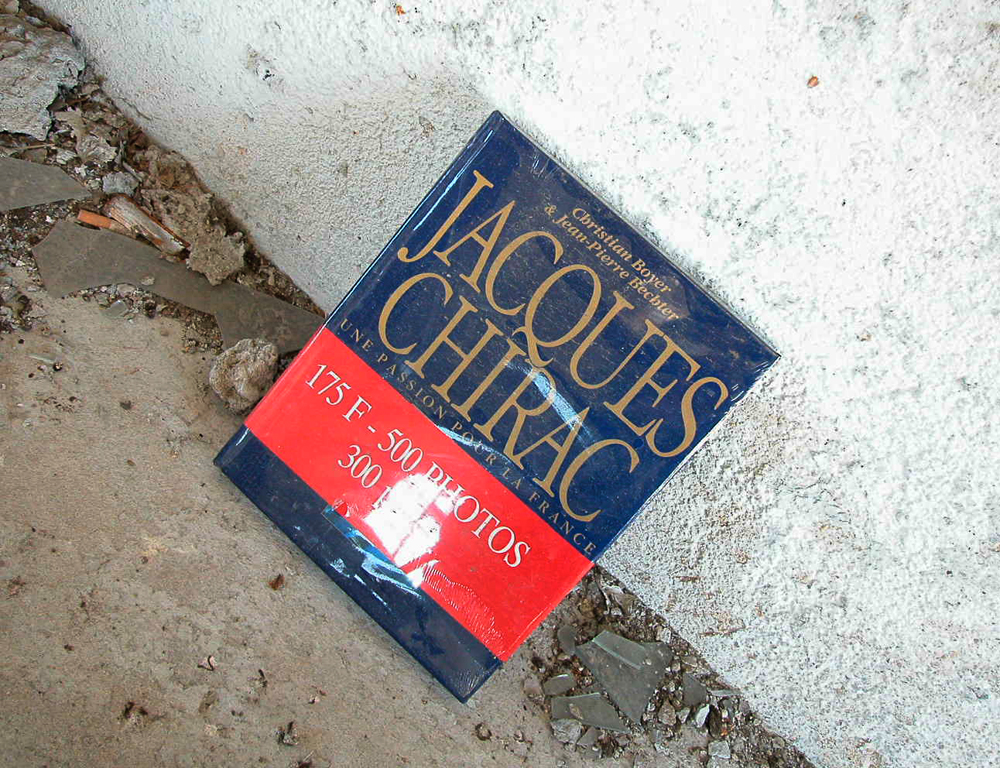 Christian Boyer
& Jean-Pierre Bechter
JACQUES
CHIRAC
UNE PASSION POUR LA FRANCE
175 F - 500 PHOTOS
300